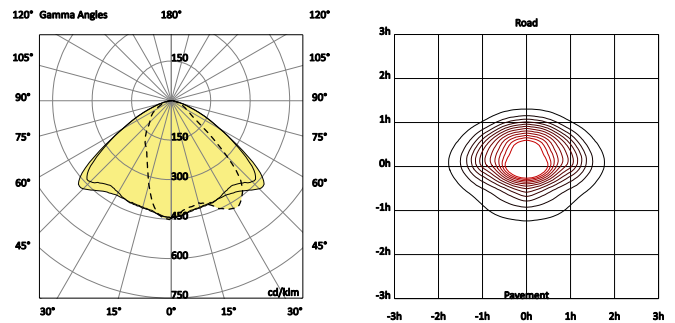 120° Gamma Angles 180° 120°
105° 150 105°
90° 90°
75° 150 75°
60° 300 60°
45° 450 45°
600
cd/klm
750
30° 15° 0° 15° 30°
Road
3h
2h
1h
0h
-1h
-2h
-3h
Pavement
-3h -2h -1h 0h 1h 2h 3h